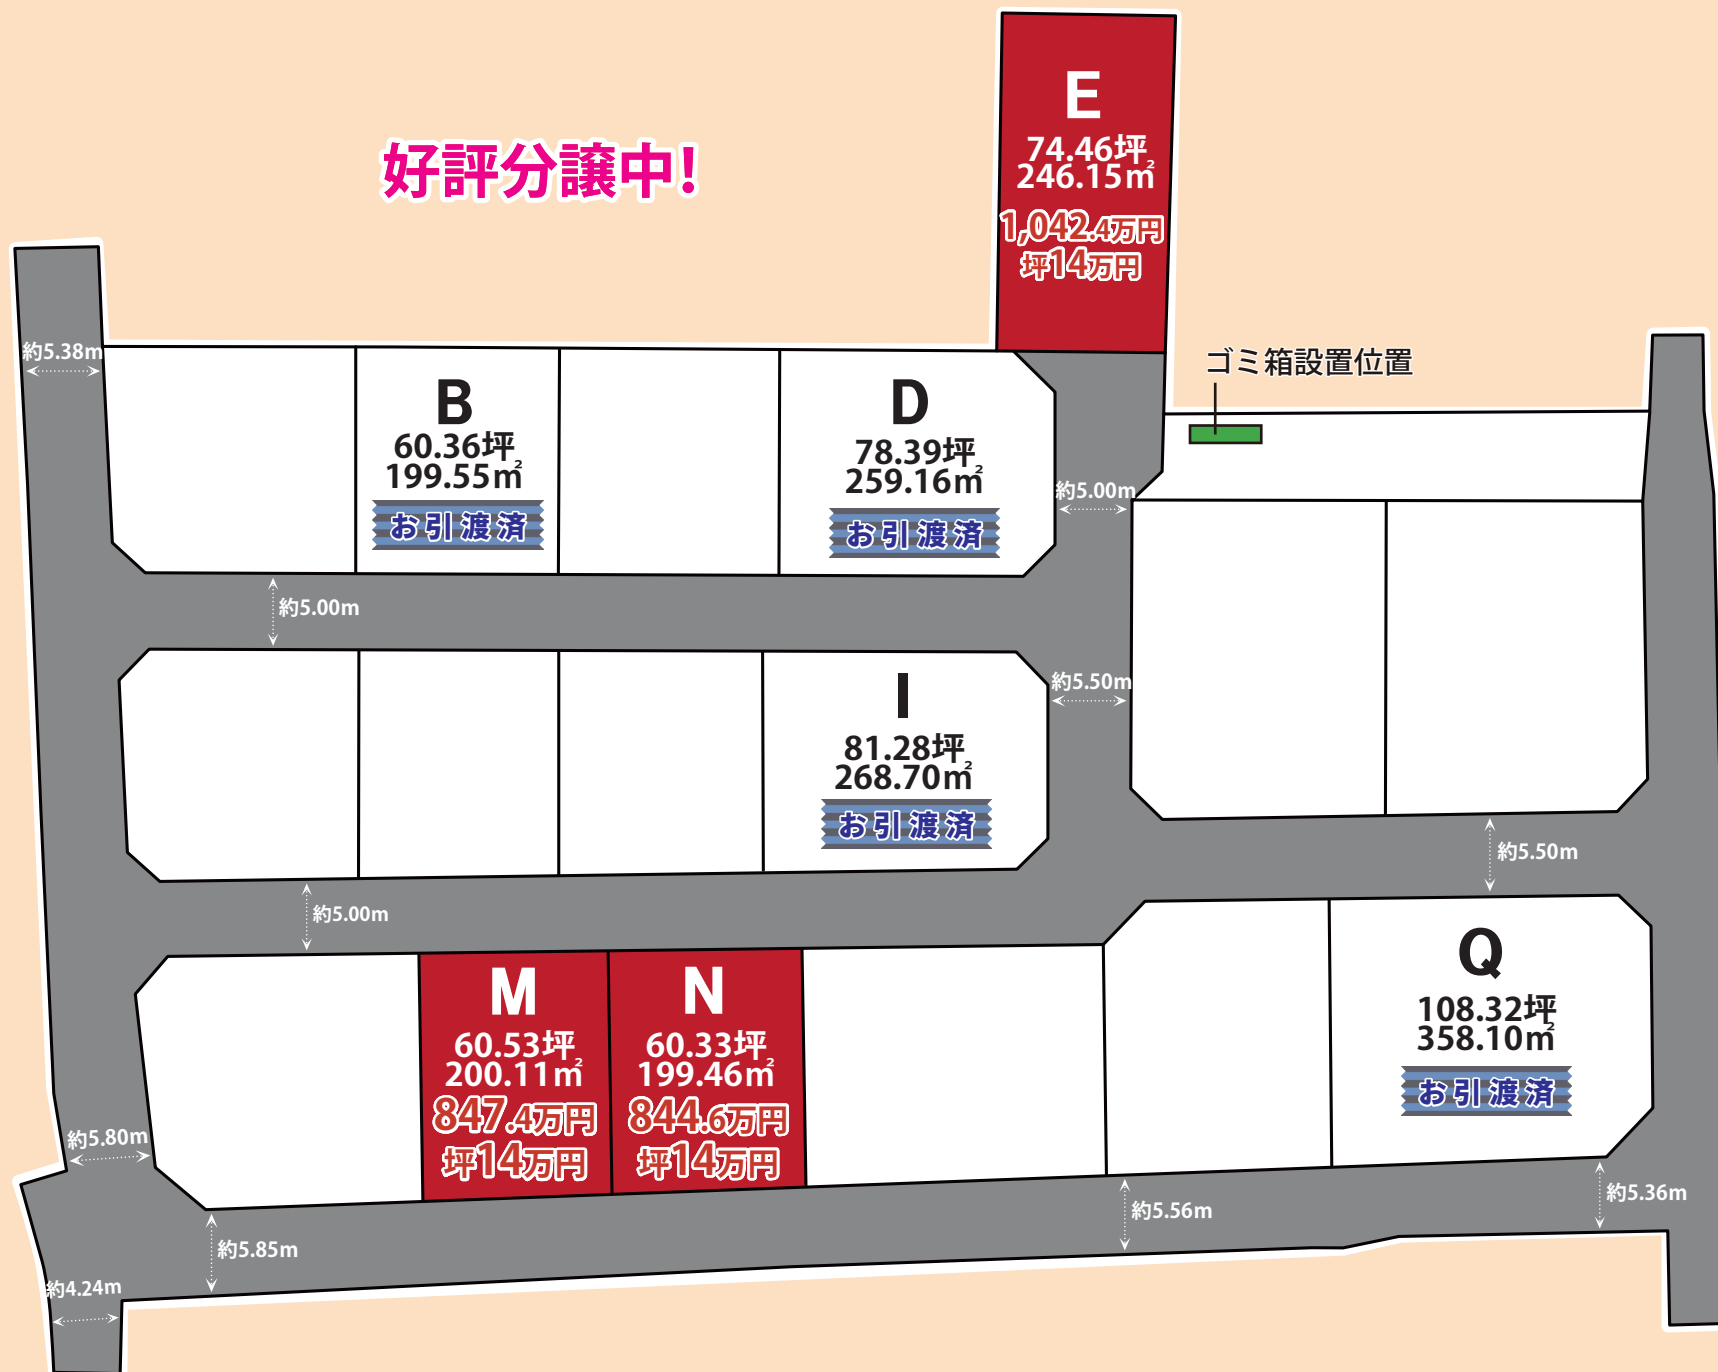 好評分譲中!
E
74.46坪
246.15㎡
1,042.4万円
坪14万円
約5.38m
ゴミ箱設置位置
B
60.36坪
199.55㎡
お引渡済
D
78.39坪
259.16㎡
お引渡済
約5.00m
約5.00m
I
81.28坪
268.70㎡
お引渡済
約5.50m
約5.50m
約5.00m
M
60.53坪
200.11㎡
847.4万円
坪14万円
N
60.33坪
199.46㎡
844.6万円
坪14万円
Q
108.32坪
358.10㎡
お引渡済
約5.80m
約5.85m
約5.56m
約5.36m
約4.24m